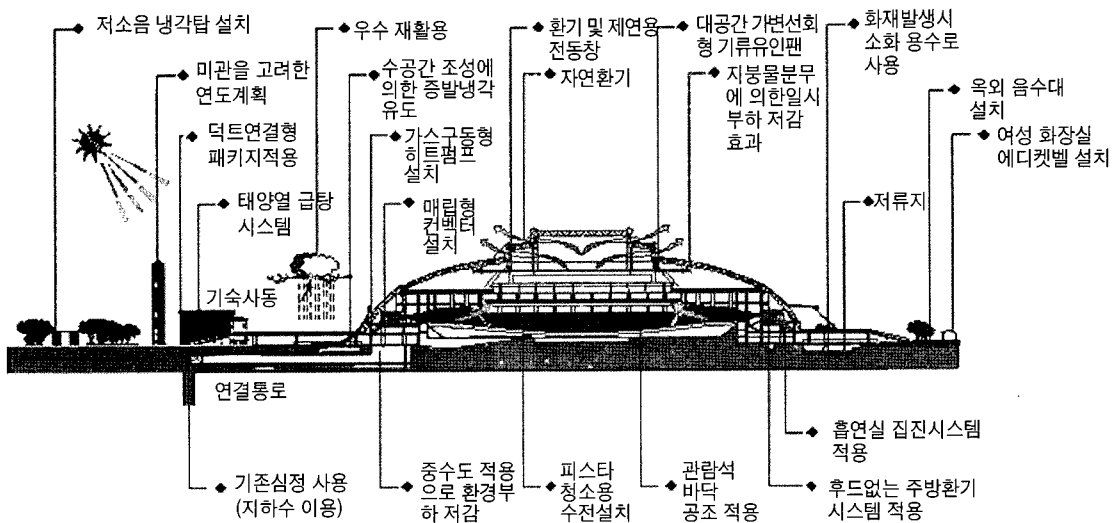 저소음 냉각탑 설치
미관을 고려한
연도계획
덕트연결형
패키지적용
태양열 급탕
시스템
우수 재활용
수공간 조성에
의한 증발냉각
유도
가스구동형
히트펌프
설치
매립형
컨벡터
설치
환기 및 제연용
전동창
자연환기
대공간 가변선회
형 기류유인팬
지붕물분무
에 의한일시
부하 저감
효과
화재발생시
소화 용수로
사용
옥외 음수대
설치
여성 화장실
에디켓벨 설치
저류지
기숙사동
연결통로
기존심정 사용
(지하수 이용)
중수도 적용
으로 환경부
하 저감
피스타
청소용
수전설치
관람석
바닥
공조 적용
흡연실 집진시스템
적용
후드없는 주방환기
시스템 적용